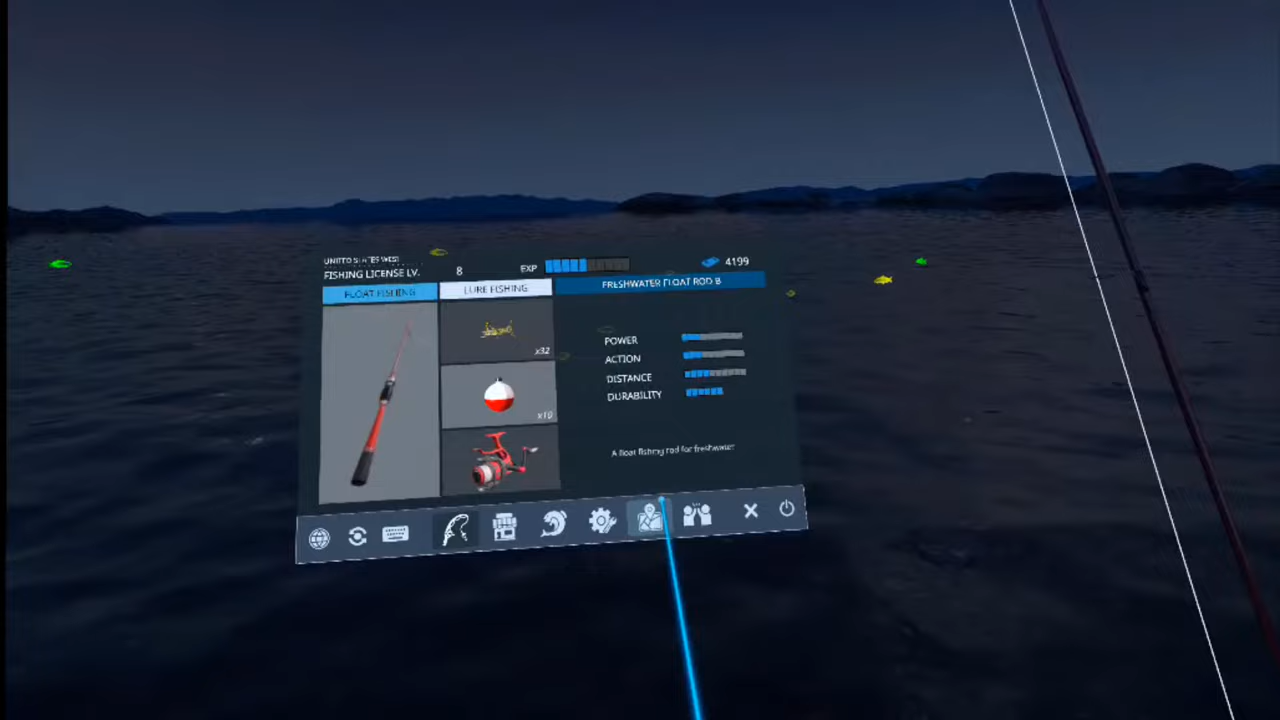 UNITED STATES WEST
FISHING LICENSE LV. 8 EXP 4199
FLOAT FISHING LURE FISHING FRESHWATER FLOAT ROD B
x32
x19
POWER
ACTION
DISTANCE
DURABILITY
A float fishing rod for freshwater